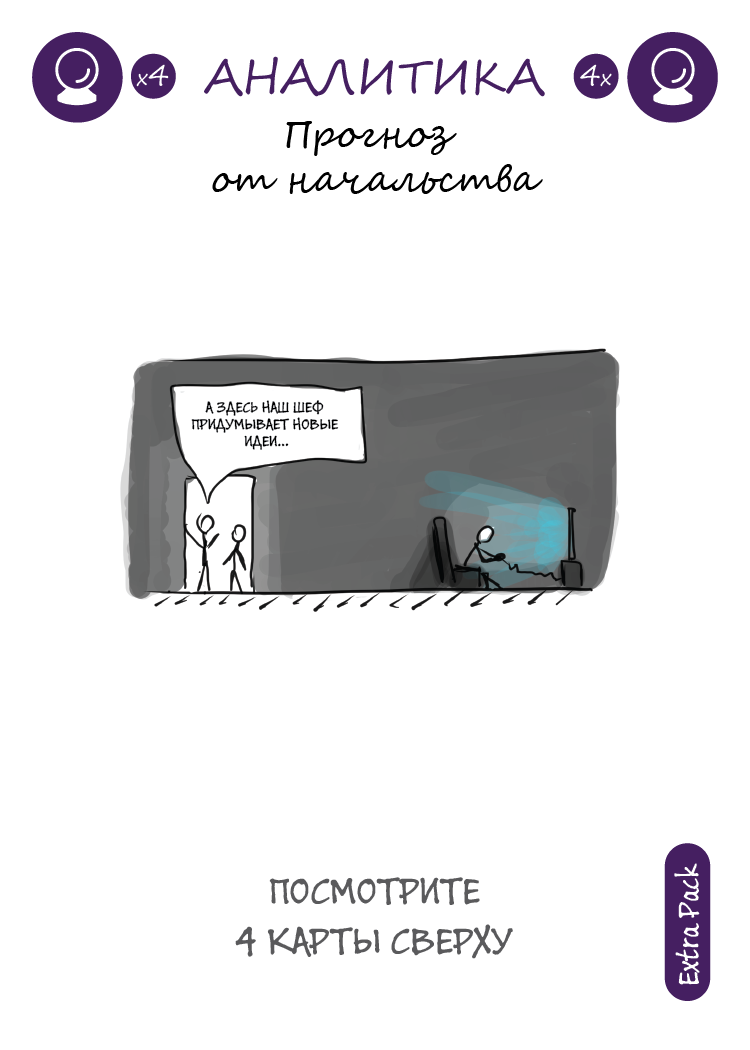 x4 АНАЛИТИКА 4x
Прогноз
от начальства
А ЗДЕСЬ НАШ ШЕФ
ПРИДУМЫВАЕТ НОВЫЕ
ИДЕИ...
ПОСМОТРИТЕ
4 КАРТЫ СВЕРХУ
Extra Pack